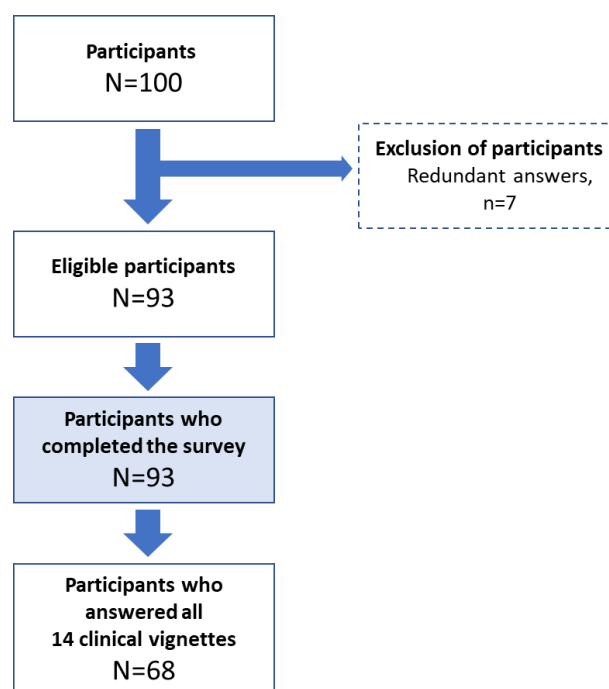 Participants
N=100
Exclusion of participants
Redundant answers,
n=7
Eligible participants
N=93
Participants who
completed the survey
N=93
Participants who
answered all
14 clinical vignettes
N=68